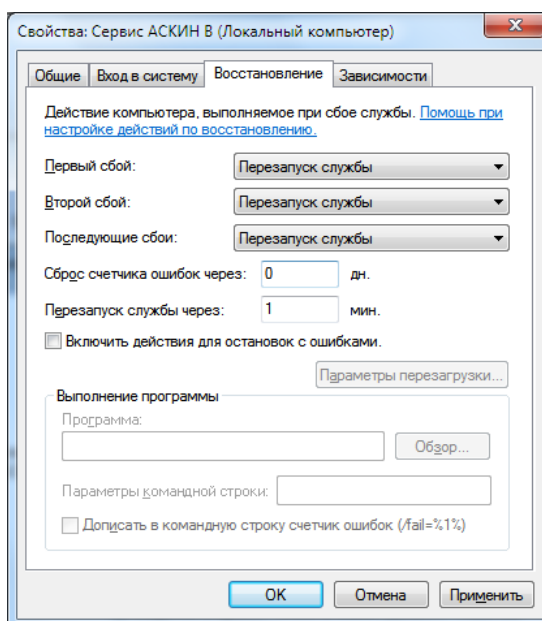 Свойства: Сервис АСКИН В (Локальный компьютер)
Общие Вход в систему Восстановление Зависимости
Действие компьютера, выполняемое при сбое службы. Помощь при
настройке действий по восстановлению.
Первый сбой: Перезапуск службы
Второй сбой: Перезапуск службы
Последующие сбои: Перезапуск службы
Сброс счетчика ошибок через: 0 дн.
Перезапуск службы через: 1 мин.
Включить действия для остановок с ошибками.
Параметры перезагрузки...
Выполнение программы
Программа:
Обзор...
Параметры командной строки:
Дописать в командную строку счетчик ошибок (/fail=%1%)
OK Отмена Применить